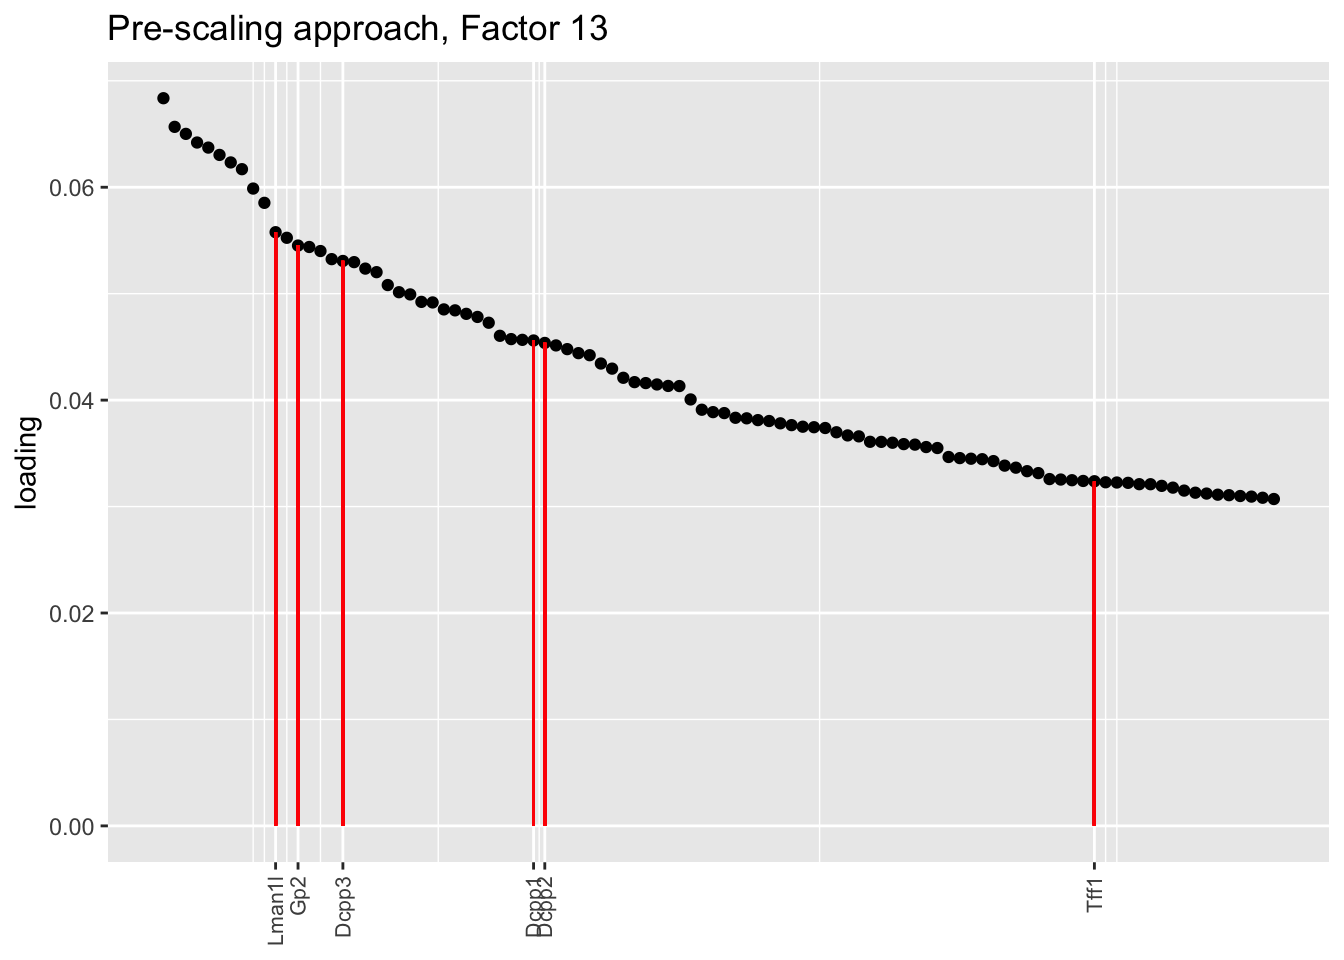 Pre-scaling approach, Factor 13
loading
0.06
0.04
0.02
0.00
Lman1l
Gp2
Dcpp3
Dcpp1
Dcpp2
Tff1